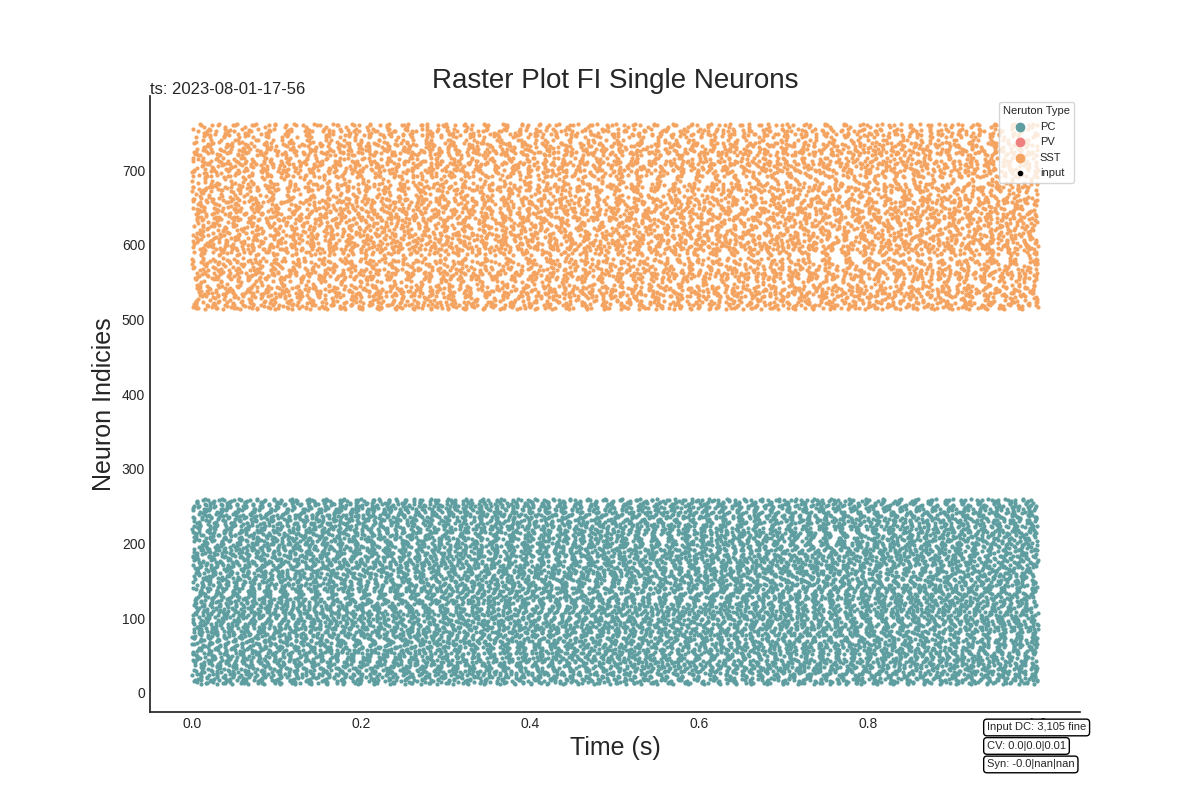 Raster Plot FI Single Neurons
ts: 2023-08-01-17-56
Neruton Type
PC
PV
SST
input
Neuron Indicies
700
600
500
400
300
200
100
0
0.0
0.2
0.4
0.6
0.8
Time (s)
Input DC: 3,105 fine
CV: 0.0|0.0|0.01
Syn: -0.0|nan|nan